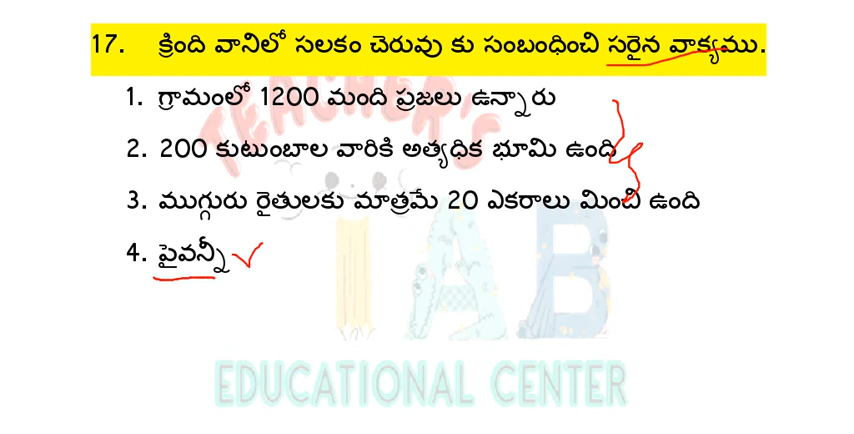 17. క్రింది వానిలో సలకం చెరువు కు సంబంధించి సరైన వాక్యము.
1. గ్రామంలో 1200 మంది ప్రజలు ఉన్నారు
2. 200 కుటుంబాల వారికి అత్యధిక భూమి ఉంది
3. ముగ్గురు రైతులకు మాత్రమే 20 ఎకరాలు మించి ఉంది
4. పైవన్నీ
TEACHER'S
LAB
EDUCATIONAL CENTER